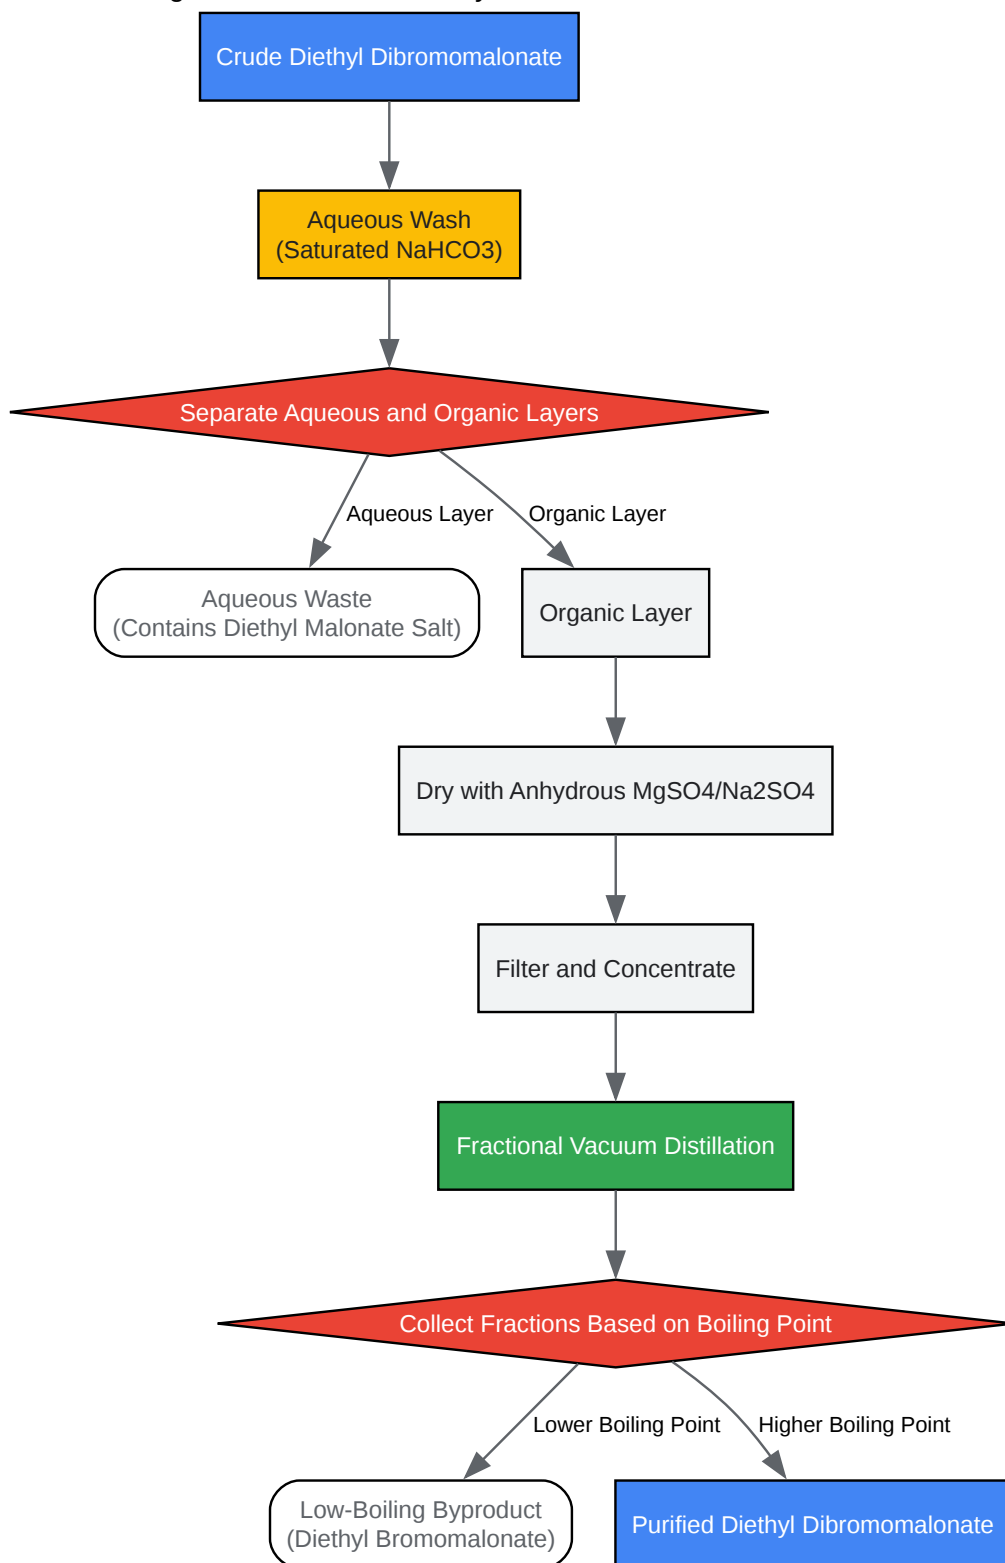 Crude Diethyl Dibromomalonate
Aqueous Wash
(Saturated NaHCO3)
Separate Aqueous and Organic Layers
Aqueous Layer
Organic Layer
Aqueous Waste
(Contains Diethyl Malonate Salt)
Organic Layer
Dry with Anhydrous MgSO4/Na2SO4
Filter and Concentrate
Fractional Vacuum Distillation
Collect Fractions Based on Boiling Point
Lower Boiling Point
Higher Boiling Point
Low-Boiling Byproduct
(Diethyl Bromomalonate)
Purified Diethyl Dibromomalonate